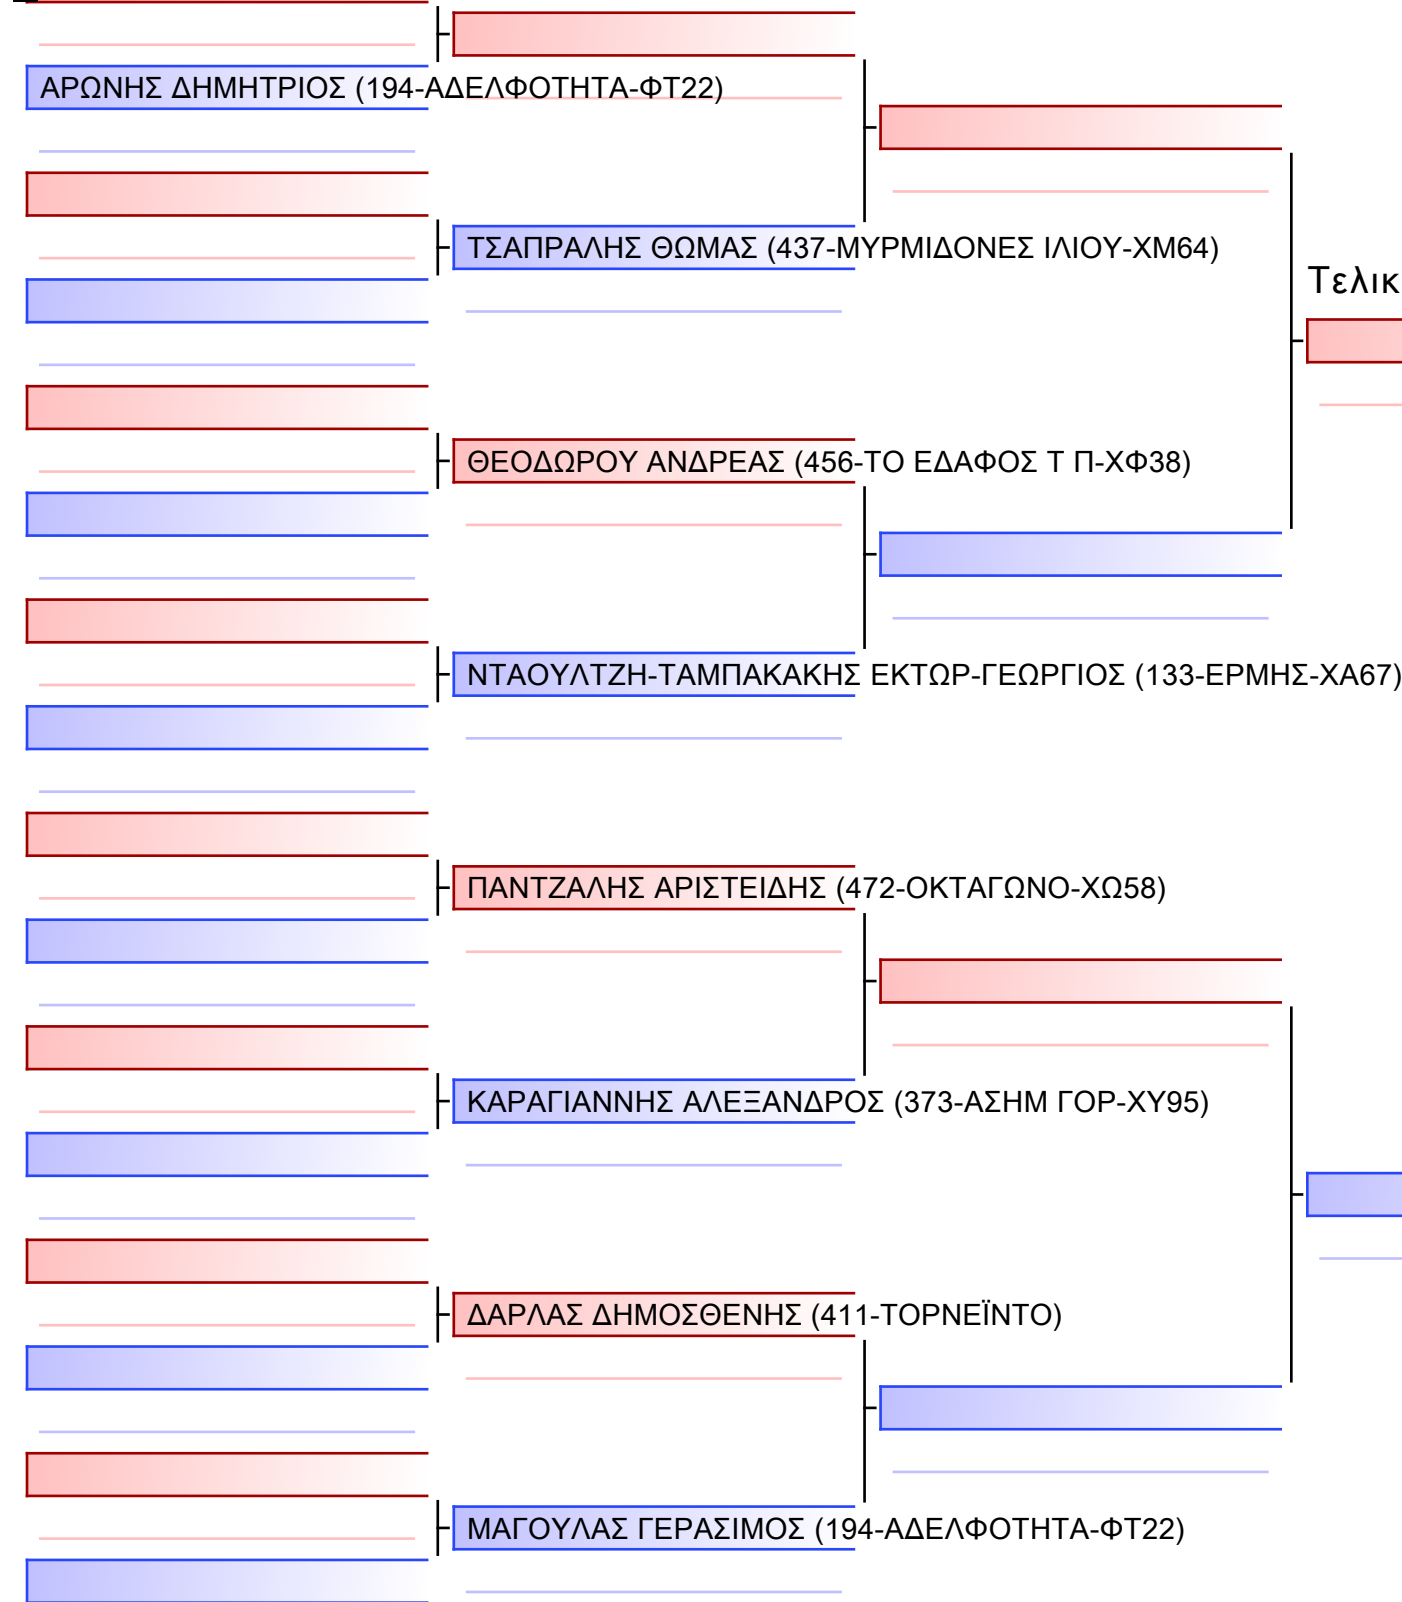 ΑΡΩΝΗΣ ΔΗΜΗΤΡΙΟΣ (194-ΑΔΕΛΦΟΤΗΤΑ-ΦΤ22)
ΤΣΑΠΡΑΛΗΣ ΘΩΜΑΣ (437-ΜΥΡΜΙΔΟΝΕΣ ΙΛΙΟΥ-ΧΜ64)
Τελικ
ΘΕΟΔΩΡΟΥ ΑΝΔΡΕΑΣ (456-ΤΟ ΕΔΑΦΟΣ Τ Π-ΧΦ38)
ΝΤΑΟΥΛΤΖΗ-ΤΑΜΠΑΚΑΚΗΣ ΕΚΤΩΡ-ΓΕΩΡΓΙΟΣ (133-ΕΡΜΗΣ-ΧΑ67)
ΠΑΝΤΖΑΛΗΣ ΑΡΙΣΤΕΙΔΗΣ (472-ΟΚΤΑΓΩΝΟ-ΧΩ58)
ΚΑΡΑΓΙΑΝΝΗΣ ΑΛΕΞΑΝΔΡΟΣ (373-ΑΣΗΜ ΓΟΡ-ΧΥ95)
ΔΑΡΛΑΣ ΔΗΜΟΣΘΕΝΗΣ (411-ΤΟΡΝΕΪΝΤΟ)
ΜΑΓΟΥΛΑΣ ΓΕΡΑΣΙΜΟΣ (194-ΑΔΕΛΦΟΤΗΤΑ-ΦΤ22)